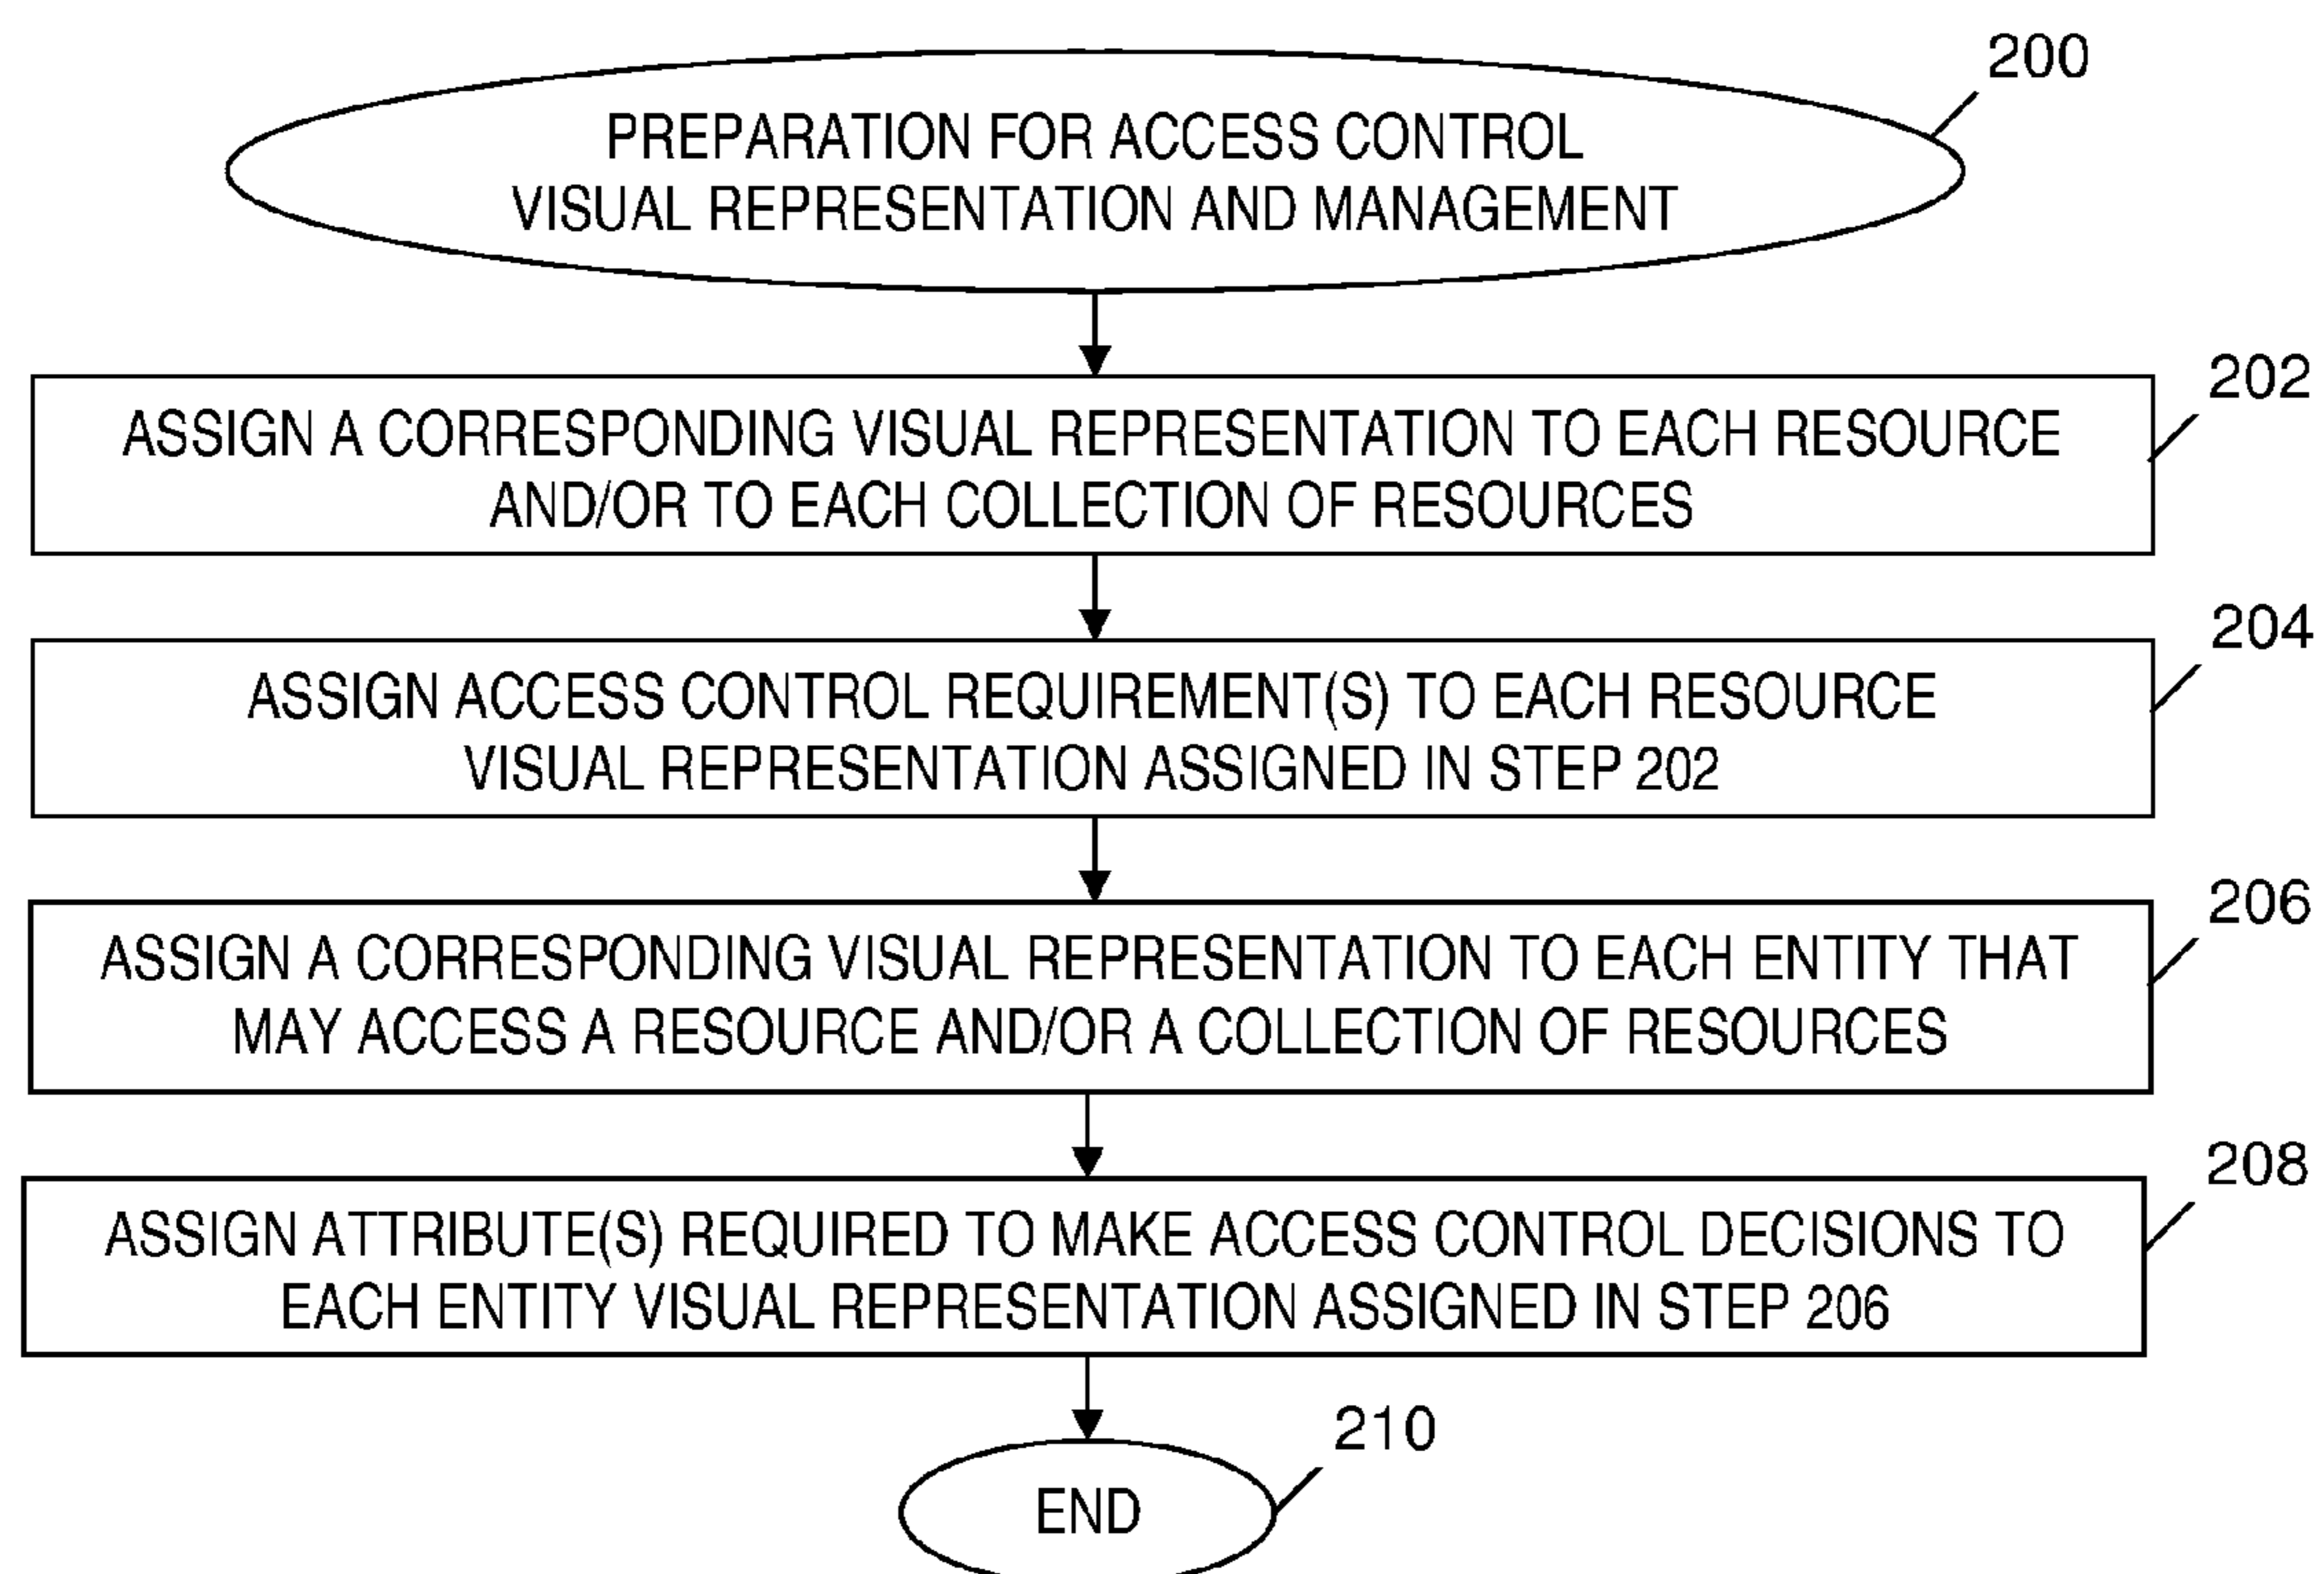 200
PREPARATION FOR ACCESS CONTROL
VISUAL REPRESENTATION AND MANAGEMENT
202
ASSIGN A CORRESPONDING VISUAL REPRESENTATION TO EACH RESOURCE
AND/OR TO EACH COLLECTION OF RESOURCES
204
ASSIGN ACCESS CONTROL REQUIREMENT(S) TO EACH RESOURCE
VISUAL REPRESENTATION ASSIGNED IN STEP 202
206
ASSIGN A CORRESPONDING VISUAL REPRESENTATION TO EACH ENTITY THAT
MAY ACCESS A RESOURCE AND/OR A COLLECTION OF RESOURCES
208
ASSIGN ATTRIBUTE(S) REQUIRED TO MAKE ACCESS CONTROL DECISIONS TO
EACH ENTITY VISUAL REPRESENTATION ASSIGNED IN STEP 206
210
END